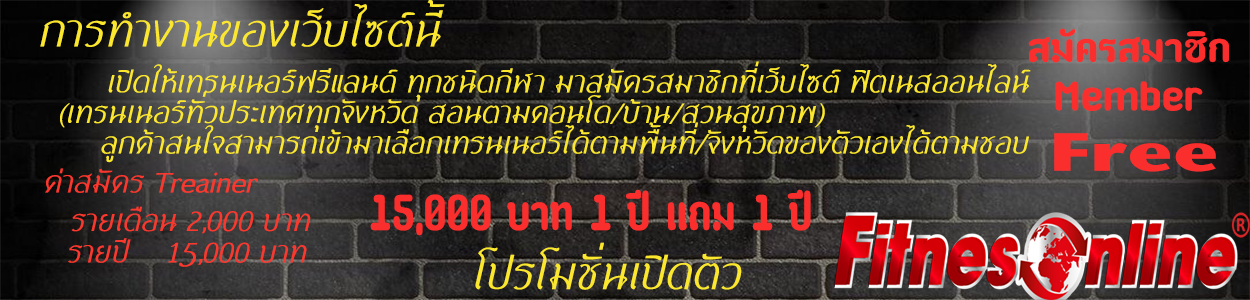 การทำงานของเว็บไซต์นี้
เปิดให้เทรนเนอร์ฟรีแลนด์ ทุกชนิดกีฬา มาสมัครสมาชิกที่เว็บไซต์ ฟิตเนสออนไลน์
(เทรนเนอร์ทั่วประเทศทุกจังหวัด สอนตามคอนโด/บ้าน/สวนสุขภาพ)
ลูกค้าสนใจสามารถเข้ามาเลือกเทรนเนอร์ได้ตามพื้นที่/จังหวัดของตัวเองได้ตามชอบ
สมัครสมาชิก
Member
Free
ค่าสมัคร Treainer
รายเดือน 2,000 บาท
รายปี 15,000 บาท
15,000 บาท 1 ปี แถม 1 ปี
โปรโมชั่นเปิดตัว
FitnesOnline®